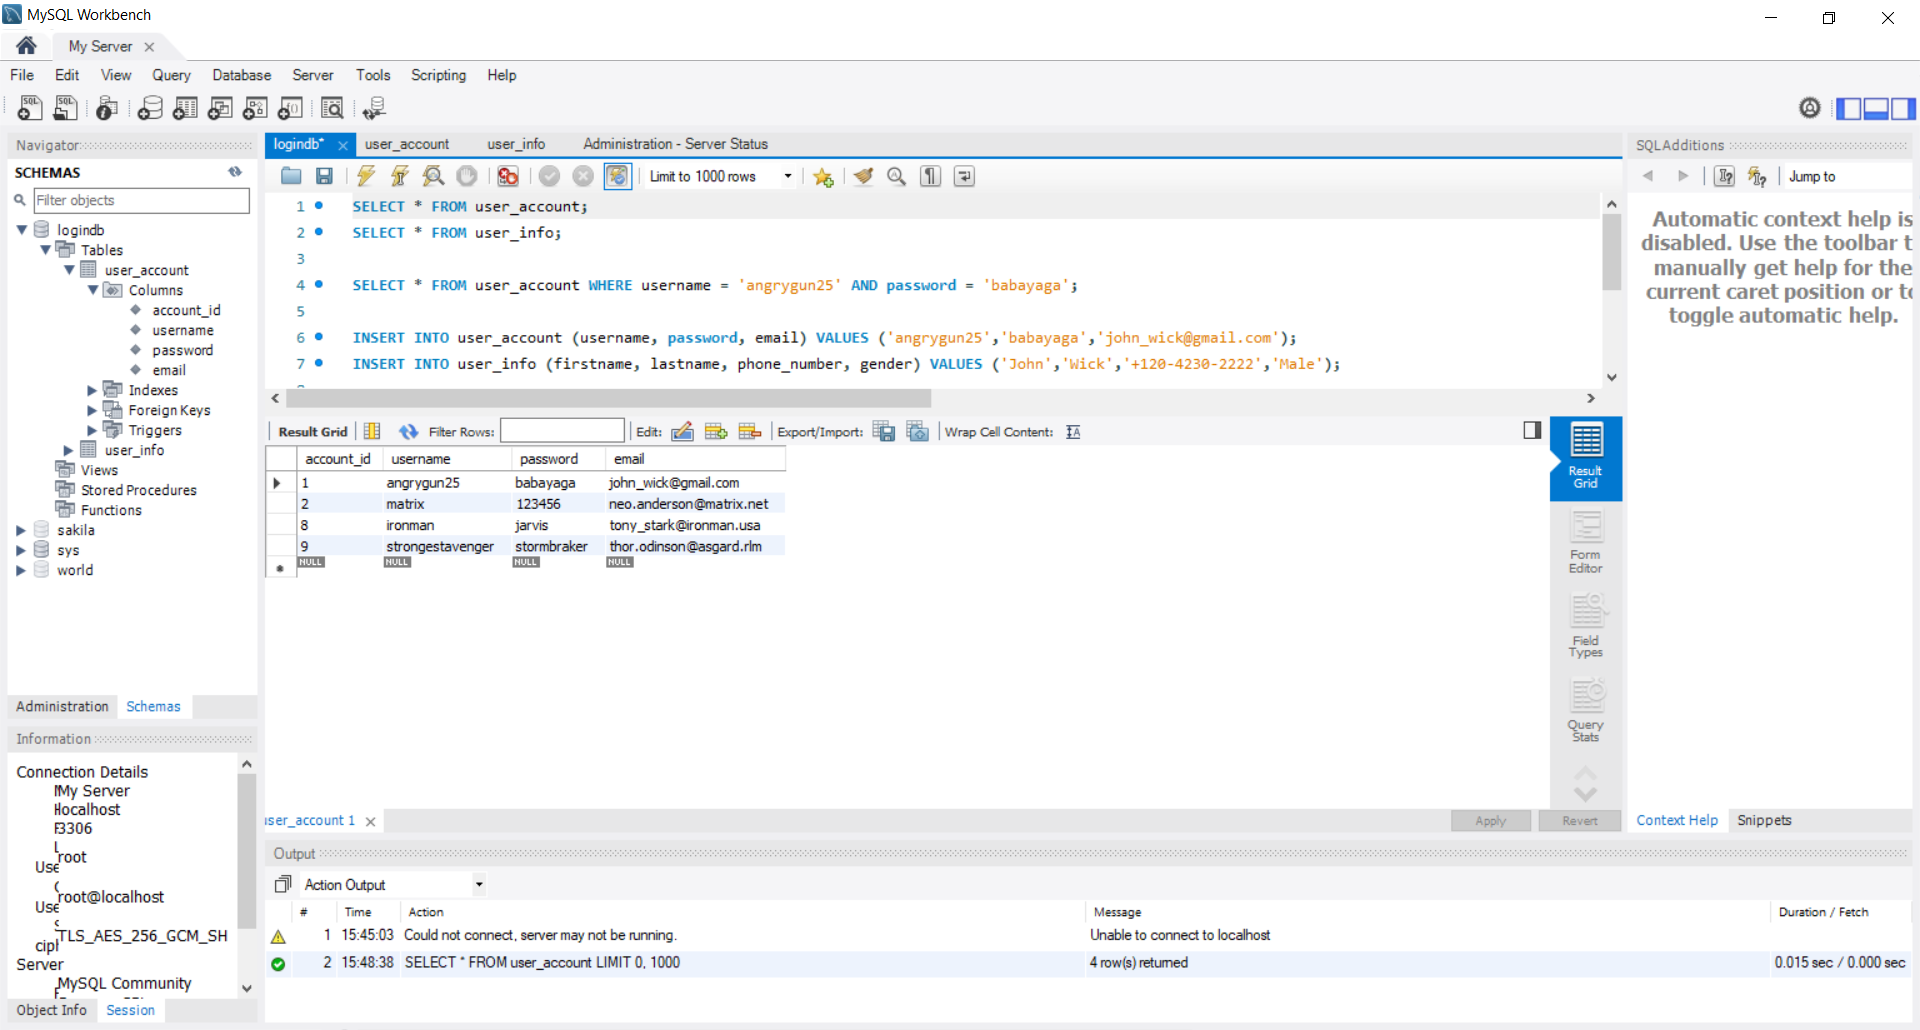 MySQL Workbench
My Server
File Edit View Query Database Server Tools Scripting Help
Navigator
SCHEMAS
Filter objects
logindb
Tables
user_account
Columns
account_id
username
password
email
Indexes
Foreign Keys
Triggers
user_info
Views
Stored Procedures
Functions
sakila
sys
world
Administration Schemas
Information
Connection Details
My Server
localhost
3306
root
Use
root@localhost
Use
TLS_AES_256_GCM_SH
ciph
Server
MySQL Community
Object Info Session
logindb* user_account user_info Administration - Server Status
Limit to 1000 rows
1 SELECT * FROM user_account;
2 SELECT * FROM user_info;
3
4 SELECT * FROM user_account WHERE username = 'angrygun25' AND password = 'babayaga';
5
6 INSERT INTO user_account (username, password, email) VALUES ('angrygun25','babayaga','john_wick@gmail.com');
7 INSERT INTO user_info (firstname, lastname, phone_number, gender) VALUES ('John','Wick','+120-4230-2222','Male');
Result Grid Filter Rows: Edit: Export/Import: Wrap Cell Content:
account_id username password email
1 angrygun25 babayaga john_wick@gmail.com
2 matrix 123456 neo.anderson@matrix.net
8 ironman jarvis tony_stark@ironman.usa
9 strongestavenger stormbraker thor.odinson@asgard.rlm
NULL NULL NULL NULL
Result
Grid
Form
Editor
Field
Types
Query
Stats
user_account 1
Apply Revert
SQLAdditions
Jump to
Automatic context help is
disabled. Use the toolbar t
manually get help for the
current caret position or to
toggle automatic help.
Context Help Snippets
Output
Action Output
# Time Action Message Duration / Fetch
1 15:45:03 Could not connect, server may not be running. Unable to connect to localhost
2 15:48:38 SELECT * FROM user_account LIMIT 0, 1000 4 row(s) returned 0.015 sec / 0.000 sec